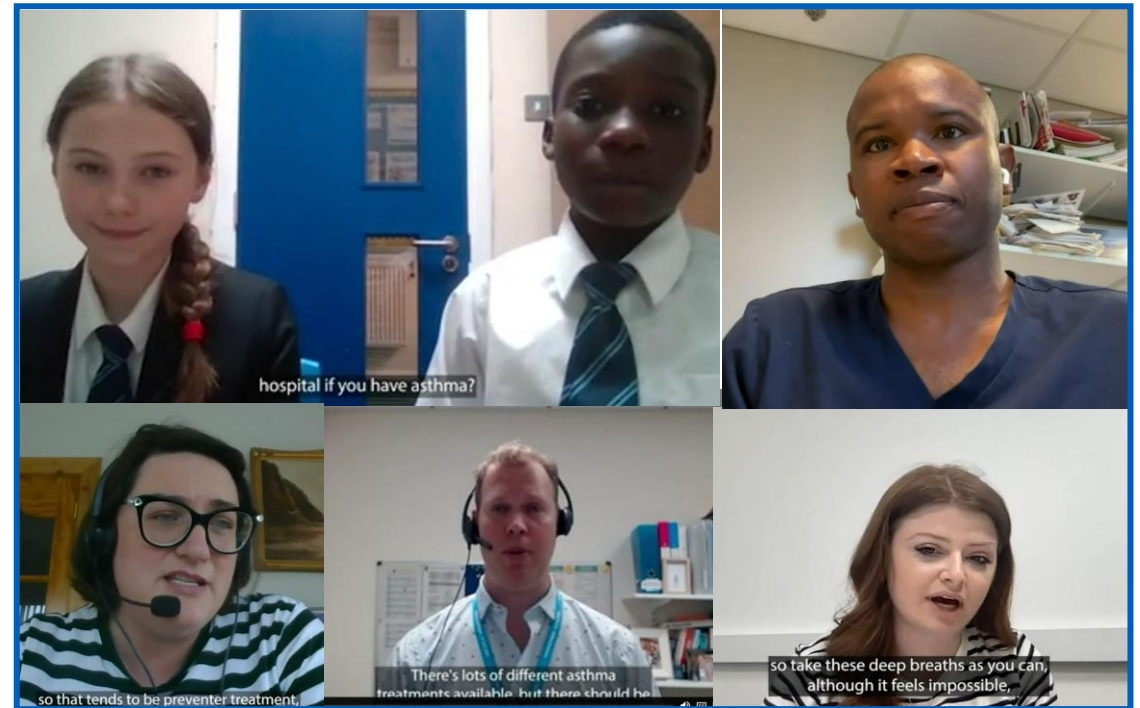 hospital if you have asthma?
so that tends to be preventer treatment,
There's lots of different asthma
treatments available, but there should be
so take these deep breaths as you can,
although it feels impossible,